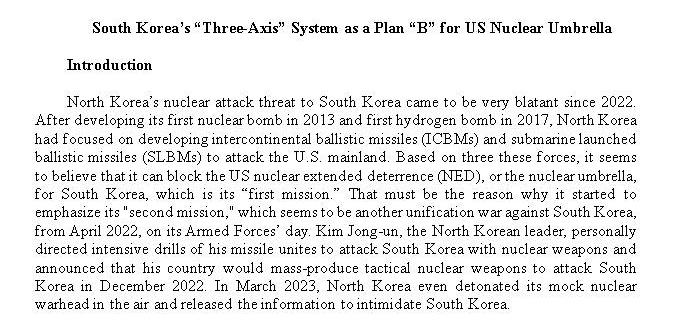 South Korea's “Three-Axis” System as a Plan “B” for US Nuclear Umbrella
Introduction
North Korea's nuclear attack threat to South Korea came to be very blatant since 2022.
After developing its first nuclear bomb in 2013 and first hydrogen bomb in 2017, North Korea
had focused on developing intercontinental ballistic missiles (ICBMs) and submarine launched
ballistic missiles (SLBMs) to attack the U.S. mainland. Based on three these forces, it seems
to believe that it can block the US nuclear extended deterrence (NED), or the nuclear umbrella,
for South Korea, which is its “first mission.” That must be the reason why it started to
emphasize its "second mission," which seems to be another unification war against South Korea,
from April 2022, on its Armed Forces' day. Kim Jong-un, the North Korean leader, personally
directed intensive drills of his missile unites to attack South Korea with nuclear weapons and
announced that his country would mass-produce tactical nuclear weapons to attack South
Korea in December 2022. In March 2023, North Korea even detonated its mock nuclear
warhead in the air and released the information to intimidate South Korea.